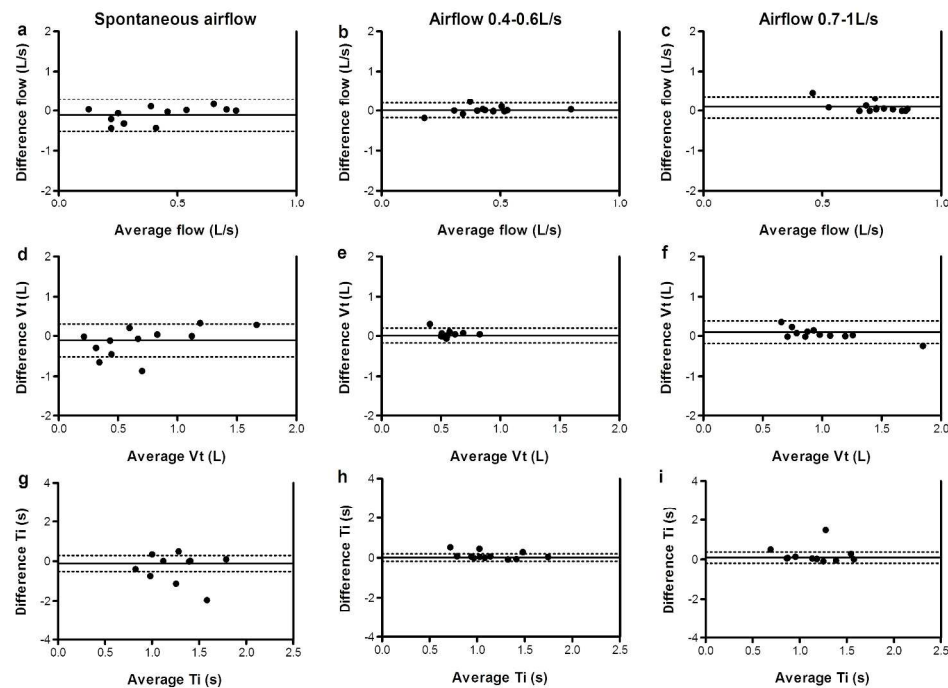 Spontaneous airflow
Airflow 0.4-0.6L/s
Airflow 0.7-1L/s
a
Difference flow (L/s)
2
1
0
-1
-2
0.0 0.5 1.0
Average flow (L/s)
b
Difference flow (L/s)
2
1
0
-1
-2
0.0 0.5 1.0
Average flow (L/s)
c
Difference flow (L/s)
2
1
0
-1
-2
0.0 0.5 1.0
Average flow (L/s)
d
Difference Vt (L)
2
1
0
-1
-2
0.0 0.5 1.0 1.5 2.0
Average Vt (L)
e
Difference Vt (L)
2
1
0
-1
-2
0.0 0.5 1.0 1.5 2.0
Average Vt (L)
f
Difference Vt (L)
2
1
0
-1
-2
0.0 0.5 1.0 1.5 2.0
Average Vt (L)
g
Difference Ti (s)
4
2
0
-2
-4
0.0 0.5 1.0 1.5 2.0 2.5
Average Ti (s)
h
Difference Ti (s)
4
2
0
-2
-4
0.0 0.5 1.0 1.5 2.0 2.5
Average Ti (s)
i
Difference Ti (s)
4
2
0
-2
-4
0.0 0.5 1.0 1.5 2.0 2.5
Average Ti (s)